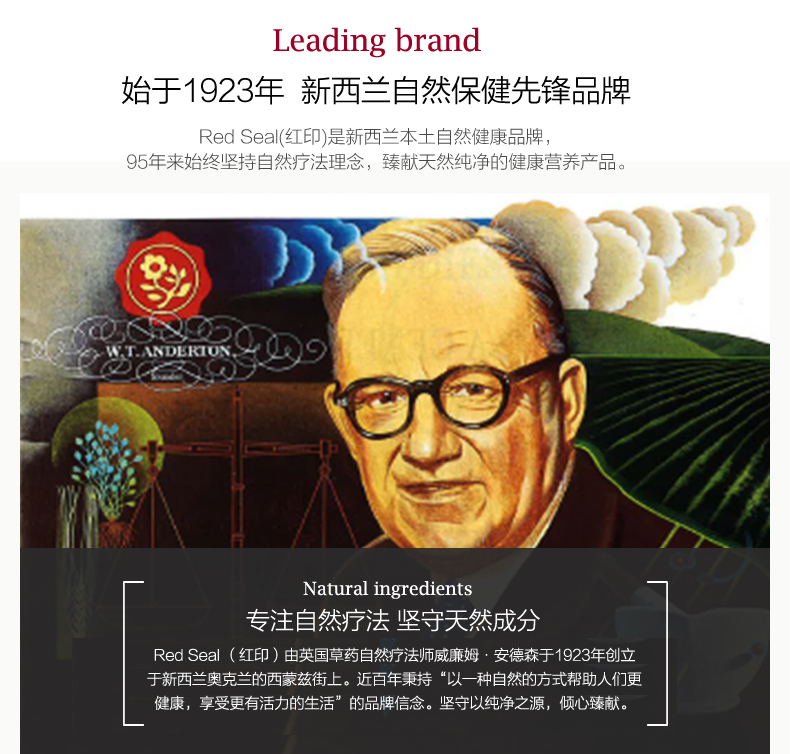 Leading brand
始于1923年 新西兰自然保健先锋品牌
Red Seal(红印)是新西兰本土自然健康品牌，
95年来始终坚持自然疗法理念，臻献天然纯净的健康营养产品。
W.T. ANDERTON
Natural ingredients
专注自然疗法 坚守天然成分
Red Seal（红印）由英国草药自然疗法师威廉姆·安德森于1923年创立
于新西兰奥克兰的西蒙兹街上。近百年秉持“以一种自然的方式帮助人们更
健康，享受更有活力的生活”的品牌信念。坚守以纯净之源，倾心臻献。